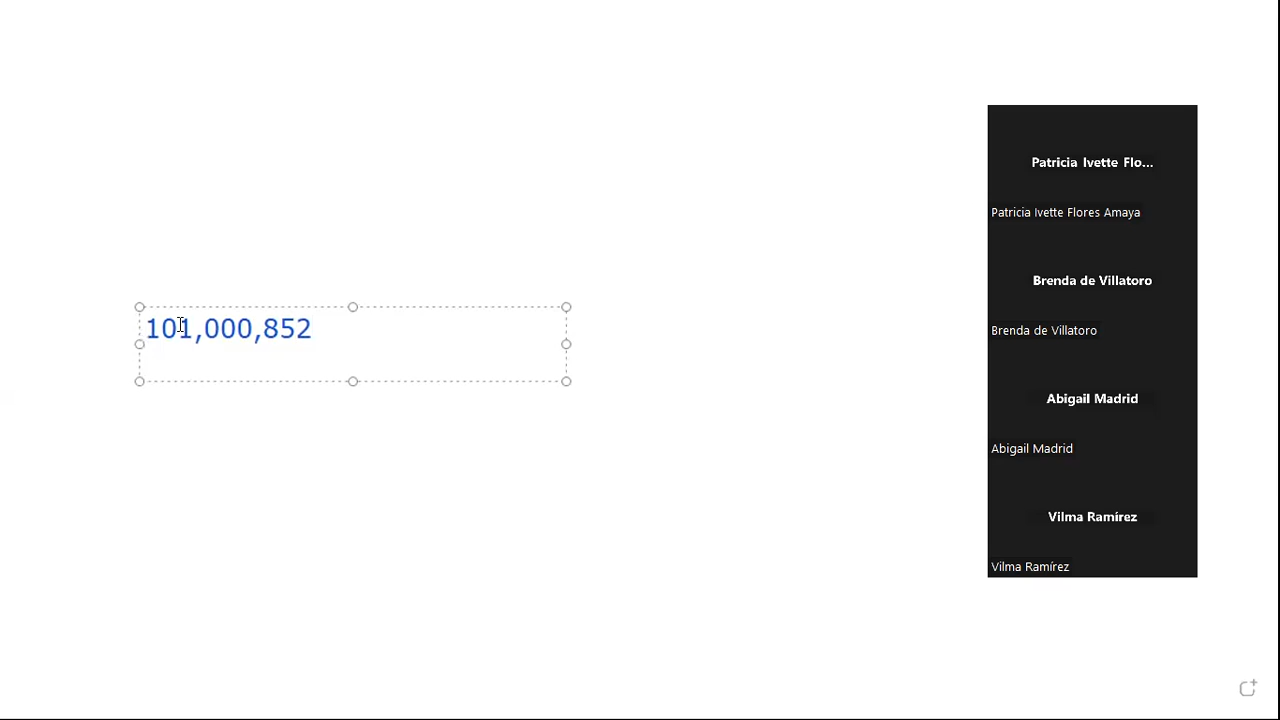 101,000,852
Patricia Ivette Flo...
Patricia Ivette Flores Amaya
Brenda de Villatoro
Brenda de Villatoro
Abigail Madrid
Abigail Madrid
Vilma Ramírez
Vilma Ramírez